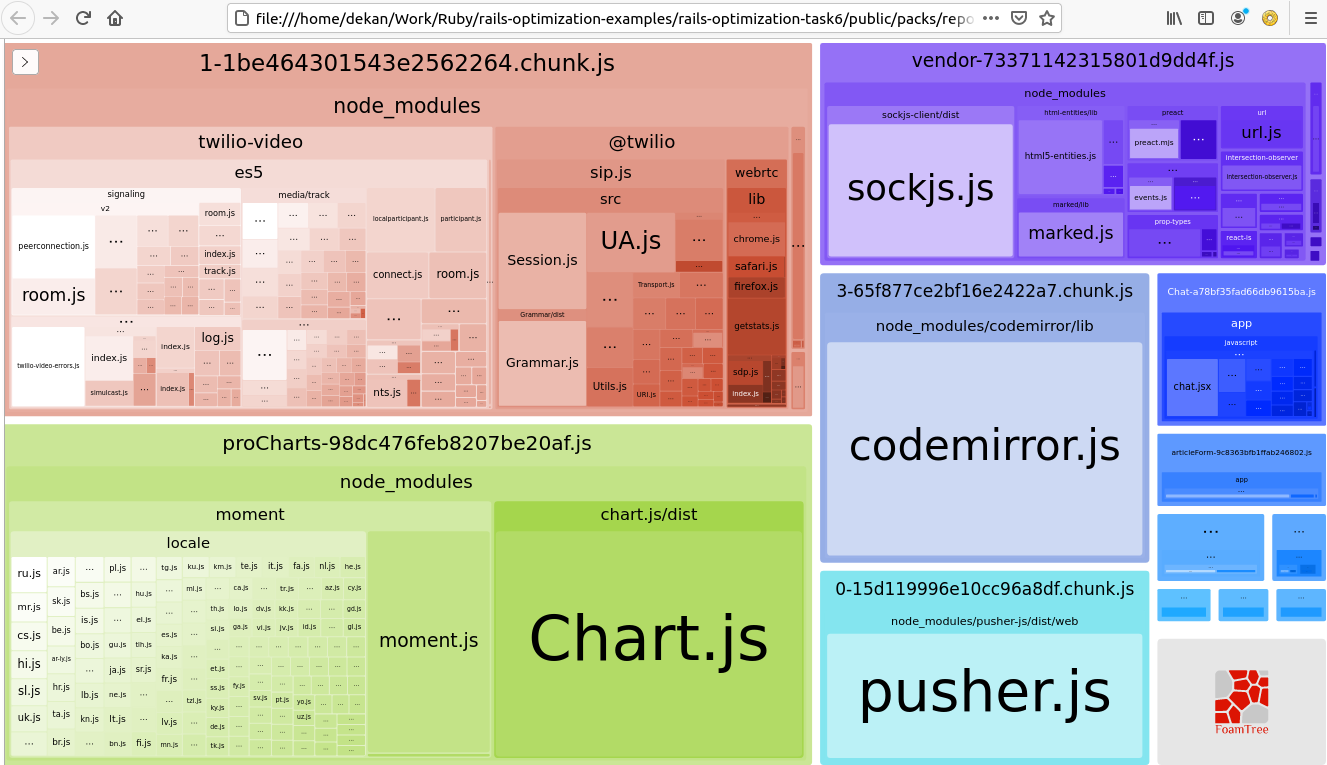 file:///home/dekan/Work/Ruby/rails-optimization-examples/rails-optimization-task6/public/packs/repo
1-1be464301543e2562264.chunk.js
node_modules
twilio-video
es5
signaling
v2
peerconnection.js
room.js
room.js
index.js
track.js
twilio-video-errors.js
index.js
simulcast.js
index.js
index.js
log.js
media/track
localparticipant.js
participant.js
connect.js
room.js
nts.js
@twilio
sip.js
src
Session.js
UA.js
Transport.js
Grammar/dist
Grammar.js
Utils.js
URI.js
webrtc
lib
chrome.js
safari.js
firefox.js
getstats.js
sdp.js
index.js
vendor-73371142315801d9dd4f.js
node_modules
sockjs-client/dist
sockjs.js
html-entities/lib
html5-entities.js
marked/lib
marked.js
preact
preact.mjs
events.js
prop-types
url
url.js
intersection-observer
intersection-observer.js
react-is
proCharts-98dc476feb8207be20af.js
node_modules
moment
locale
ru.js
ar.js
pl.js
tg.js
ku.js
km.js
te.js
it.js
fa.js
nl.js
he.js
mr.js
sk.js
bs.js
hu.js
ml.js
ca.js
tr.js
az.js
cy.js
cs.js
be.js
is.js
el.js
es.js
th.js
lo.js
dv.js
kk.js
gd.js
sl.js
ga.js
vi.js
jv.js
id.js
gl.js
hi.js
ar-ly.js
bo.js
gu.js
tlh.js
ka.js
sl.js
hr.js
ja.js
sr.js
fr.js
et.js
ss.js
fy.js
uk.js
ta.js
lb.js
ne.js
tzl.js
ky.js
sv.js
pt.js
yo.js
br.js
kn.js
lt.js
lv.js
de.js
uz.js
bn.js
fi.js
mn.js
tk.js
moment.js
chart.js/dist
Chart.js
3-65f877ce2bf16e2422a7.chunk.js
node_modules/codemirror/lib
codemirror.js
0-15d119996e10cc96a8df.chunk.js
node_modules/pusher-js/dist/web
pusher.js
Chat-a78bf35fad66db9615ba.js
app
javascript
chat.jsx
articleForm-9c8363bfb1ffab246802.js
app
FoamTree